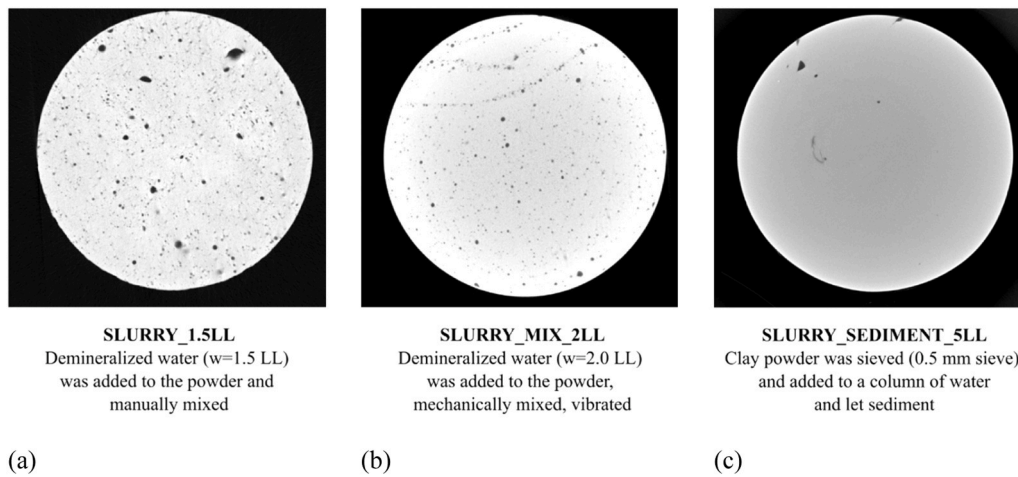 SLURRY_1.5LL
Demineralized water (w=1.5 LL)
was added to the powder and
manually mixed
(a)
SLURRY_MIX_2LL
Demineralized water (w=2.0 LL)
was added to the powder,
mechanically mixed, vibrated
(b)
SLURRY_SEDIMENT_5LL
Clay powder was sieved (0.5 mm sieve)
and added to a column of water
and let sediment
(c)